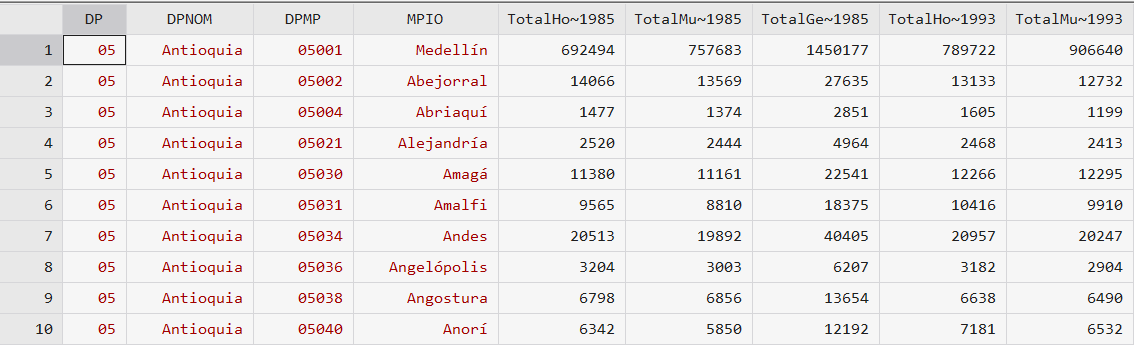 DP DPNOM DPMP MPIO TotalHo~1985 TotalMu~1985 TotalGe~1985 TotalHo~1993 TotalMu~1993
1 05 Antioquia 05001 Medellín 692494 757683 1450177 789722 906640
2 05 Antioquia 05002 Abejorral 14066 13569 27635 13133 12732
3 05 Antioquia 05004 Abriaquí 1477 1374 2851 1605 1199
4 05 Antioquia 05021 Alejandría 2520 2444 4964 2468 2413
5 05 Antioquia 05030 Amagá 11380 11161 22541 12266 12295
6 05 Antioquia 05031 Amalfi 9565 8810 18375 10416 9910
7 05 Antioquia 05034 Andes 20513 19892 40405 20957 20247
8 05 Antioquia 05036 Angelópolis 3204 3003 6207 3182 2904
9 05 Antioquia 05038 Angostura 6798 6856 13654 6638 6490
10 05 Antioquia 05040 Anorí 6342 5850 12192 7181 6532